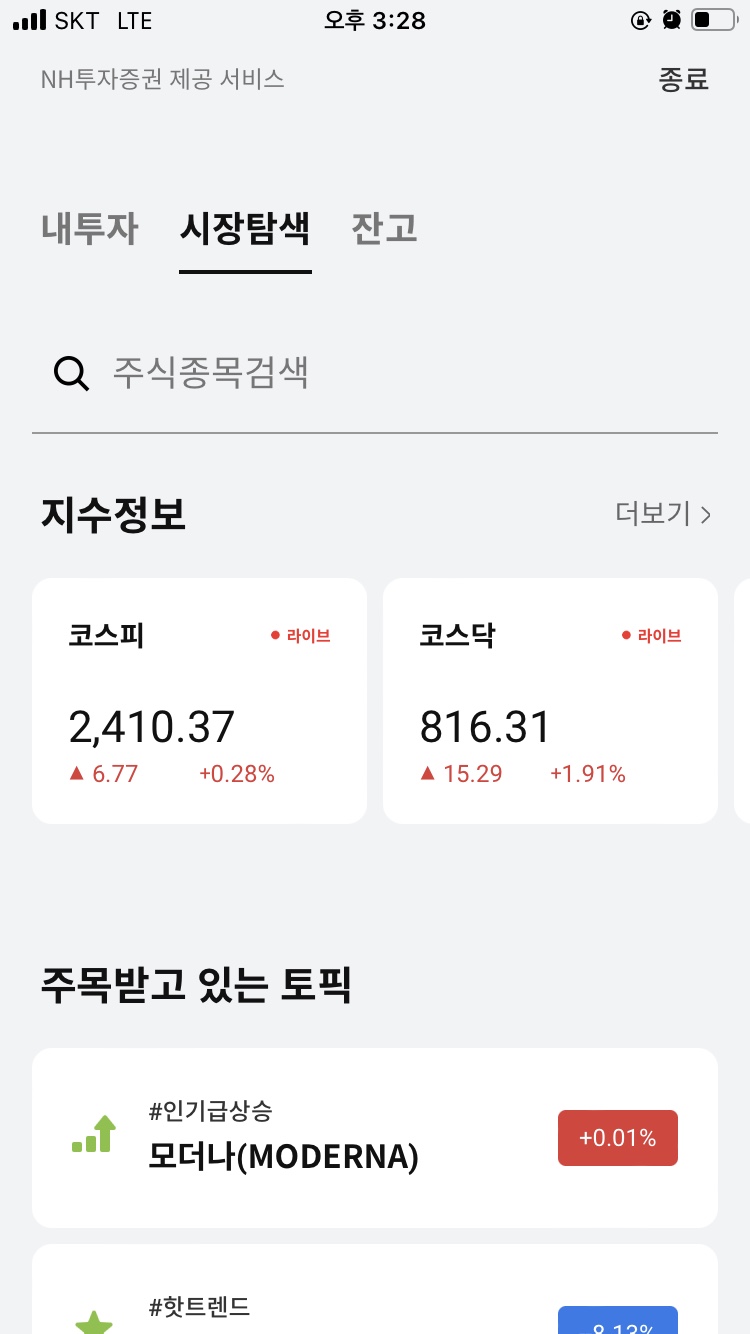 SKT LTE 오후 3:28
NH투자증권 제공 서비스 종료
내투자 시장탐색 잔고
주식종목검색
지수정보 더보기 >
코스피 ● 라이브
2,410.37
▲ 6.77 +0.28%
코스닥 ● 라이브
816.31
▲ 15.29 +1.91%
주목받고 있는 토픽
#인기급상승
모더나(MODERNA) +0.01%
#핫트렌드
-8.13%